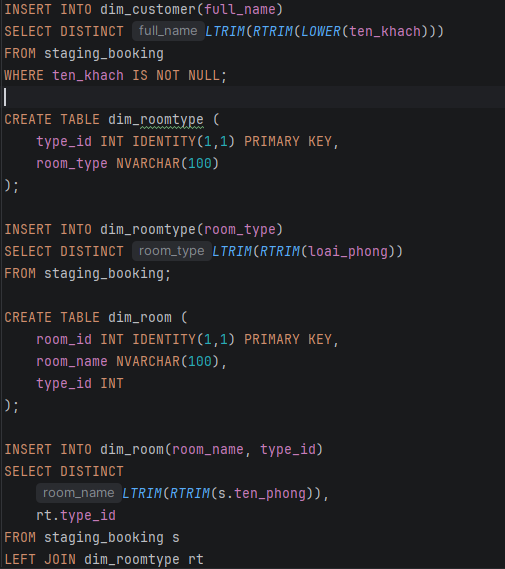 INSERT INTO dim_customer(full_name)
SELECT DISTINCT full_name LTRIM(RTRIM(LOWER(ten_khach)))
FROM staging_booking
WHERE ten_khach IS NOT NULL;
CREATE TABLE dim_roomtype (
type_id INT IDENTITY(1,1) PRIMARY KEY,
room_type NVARCHAR(100)
);
INSERT INTO dim_roomtype(room_type)
SELECT DISTINCT room_type LTRIM(RTRIM(loai_phong))
FROM staging_booking;
CREATE TABLE dim_room (
room_id INT IDENTITY(1,1) PRIMARY KEY,
room_name NVARCHAR(100),
type_id INT
);
INSERT INTO dim_room(room_name, type_id)
SELECT DISTINCT
room_name LTRIM(RTRIM(s.ten_phong)),
rt.type_id
FROM staging_booking s
LEFT JOIN dim_roomtype rt